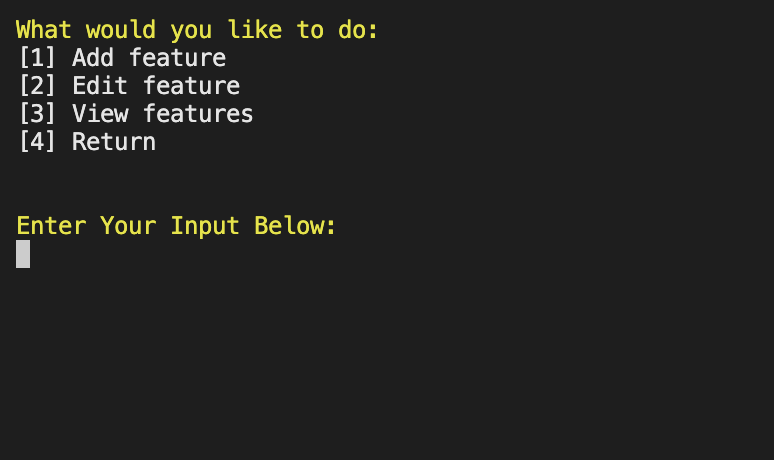 What would you like to do:
[1] Add feature
[2] Edit feature
[3] View features
[4] Return
Enter Your Input Below: